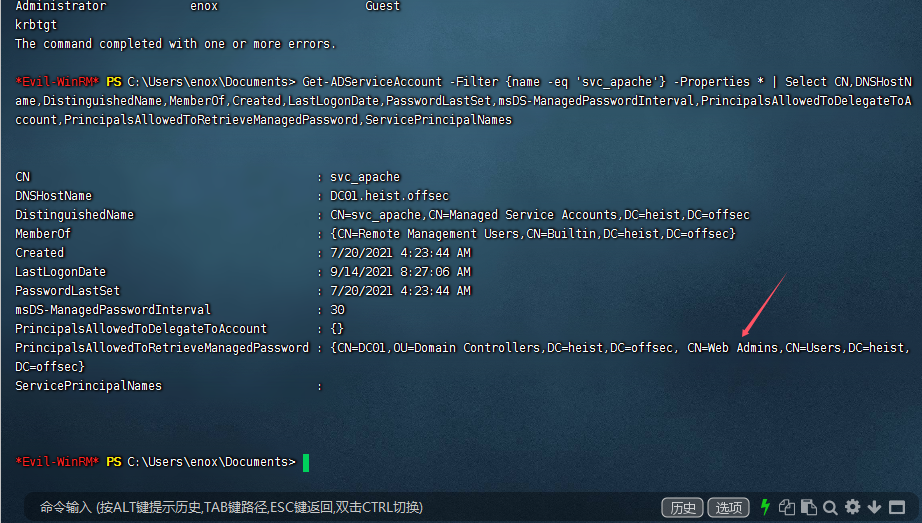 Administrator enox Guest
krbtgt
The command completed with one or more errors.
*Evil-WinRM* PS C:\Users\enox\Documents> Get-ADServiceAccount -Filter {name -eq 'svc_apache'} -Properties * | Select CN,DNSHostN
ame,DistinguishedName,MemberOf,Created,LastLogonDate,PasswordLastSet,msDS-ManagedPasswordInterval,PrincipalsAllowedToDelegateToA
ccount,PrincipalsAllowedToRetrieveManagedPassword,ServicePrincipalNames
CN : svc_apache
DNSHostName : DC01.heist.offsec
DistinguishedName : CN=svc_apache,CN=Managed Service Accounts,DC=heist,DC=offsec
MemberOf : {CN=Remote Management Users,CN=Builtin,DC=heist,DC=offsec}
Created : 7/20/2021 4:23:44 AM
LastLogonDate : 9/14/2021 8:27:06 AM
PasswordLastSet : 7/20/2021 4:23:44 AM
msDS-ManagedPasswordInterval : 30
PrincipalsAllowedToDelegateToAccount : {}
PrincipalsAllowedToRetrieveManagedPassword : {CN=DC01,OU=Domain Controllers,DC=heist,DC=offsec, CN=Web Admins,CN=Users,DC=heist,
DC=offsec}
ServicePrincipalNames :
*Evil-WinRM* PS C:\Users\enox\Documents>
命令输入 (按ALT键提示历史,TAB键路径,ESC键返回,双击CTRL切换) 历史 选项